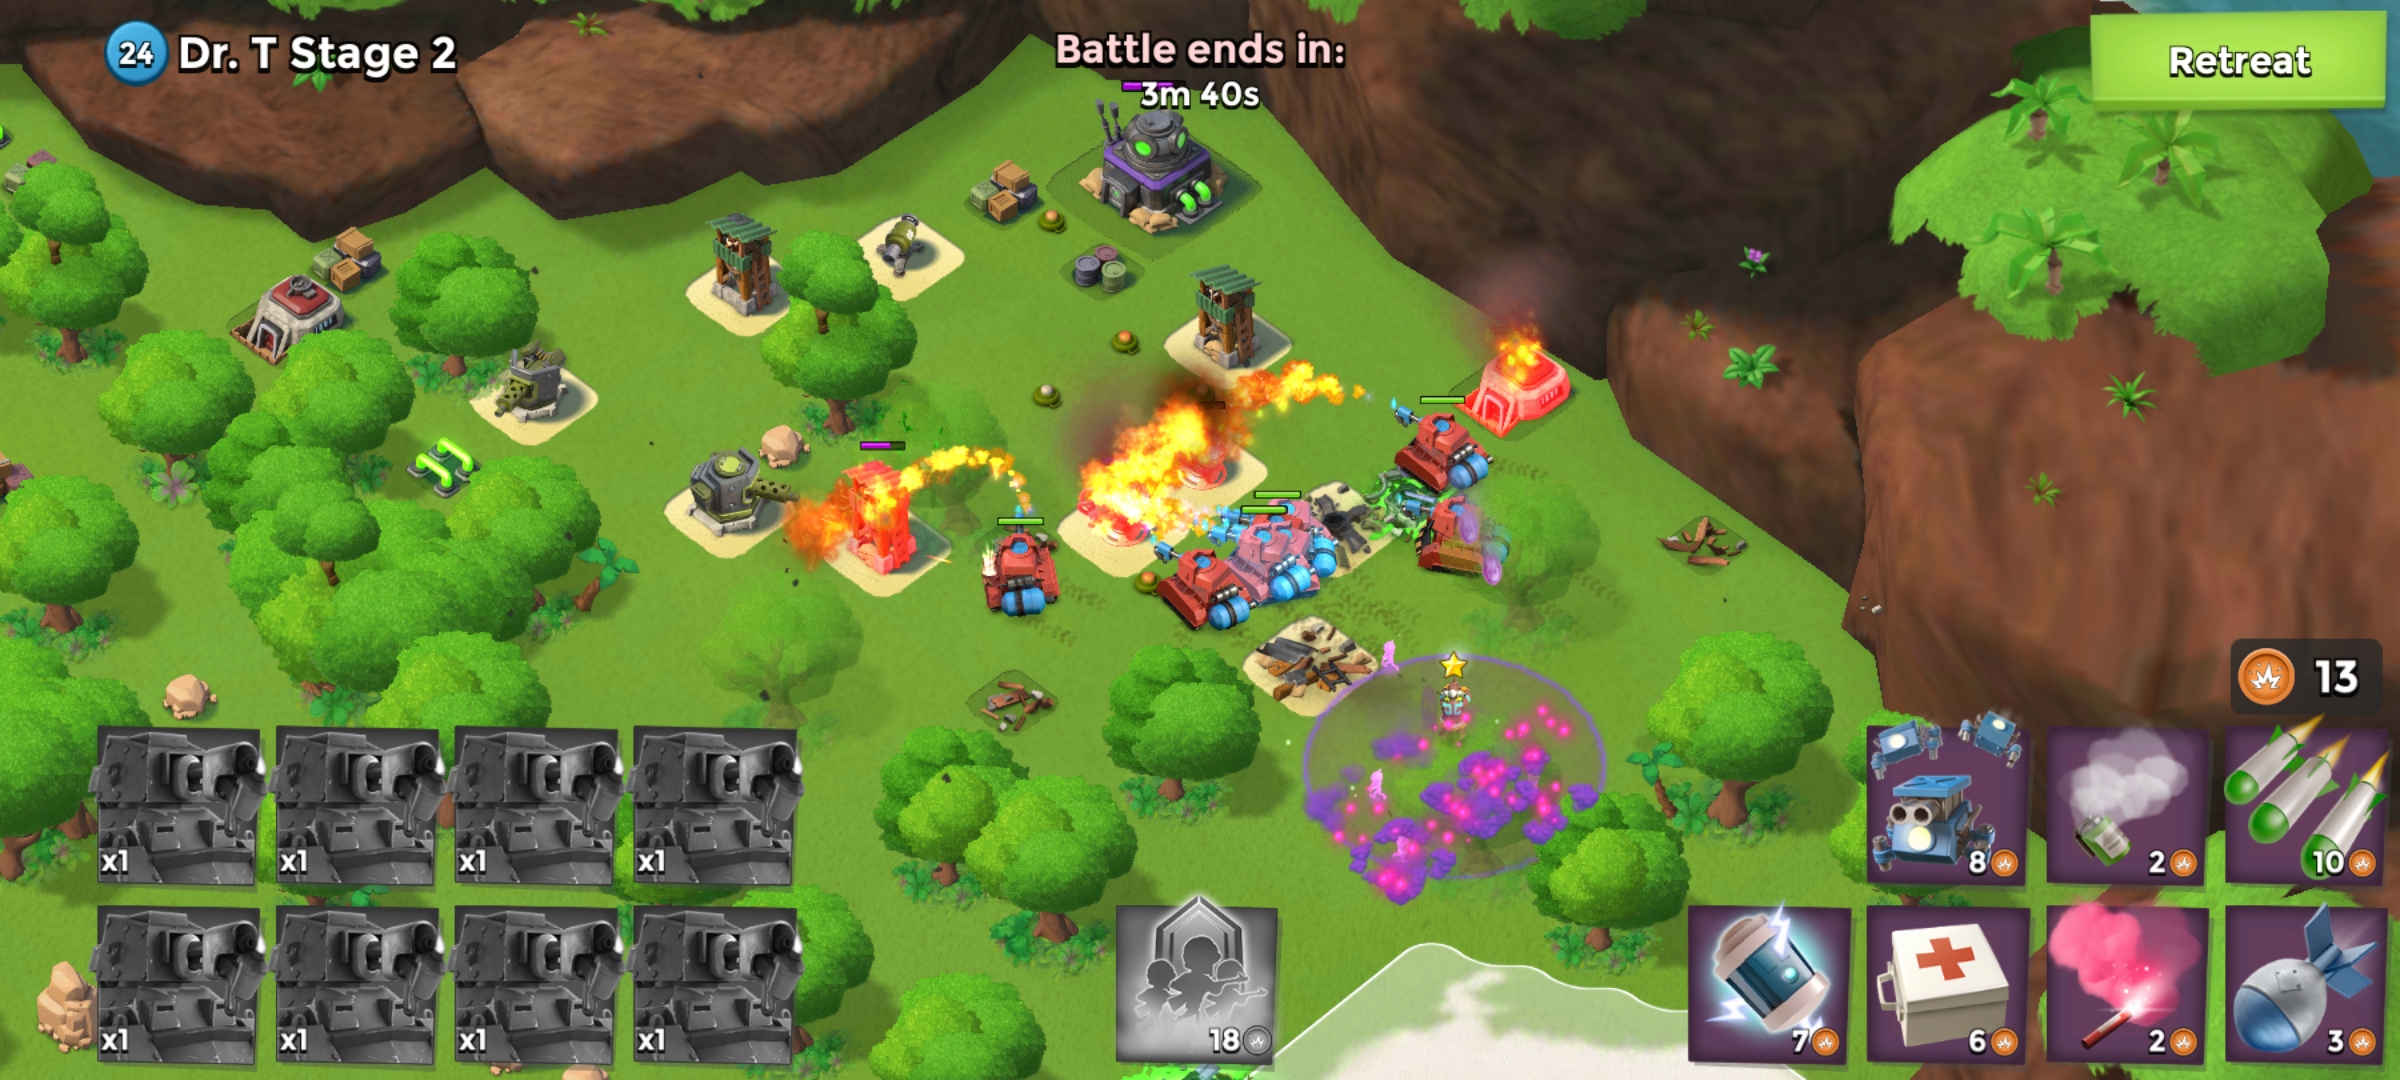 24 Dr. T Stage 2
Battle ends in:
3m 40s
Retreat
13
x1 x1 x1 x1
8 2 10
x1 x1 x1 x1
18
7 6 2 3